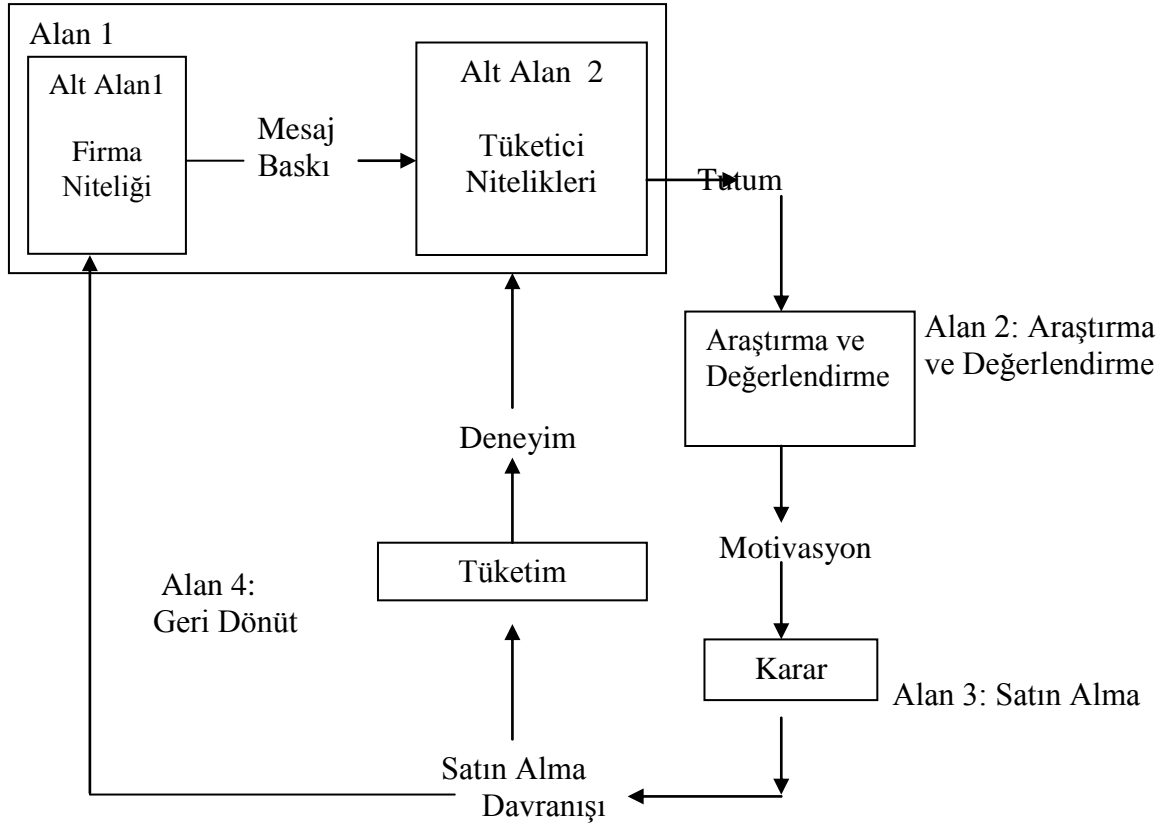 Alan 1
Alt Alan1
Firma
Niteliği
Mesaj
Baskı
Alt Alan 2
Tüketici
Nitelikleri
Tutum
Araştırma ve
Değerlendirme
Alan 2: Araştırma
ve Değerlendirme
Motivasyon
Karar
Alan 3: Satın Alma
Satın Alma
Davranışı
Tüketim
Deneyim
Alan 4:
Geri Dönüt